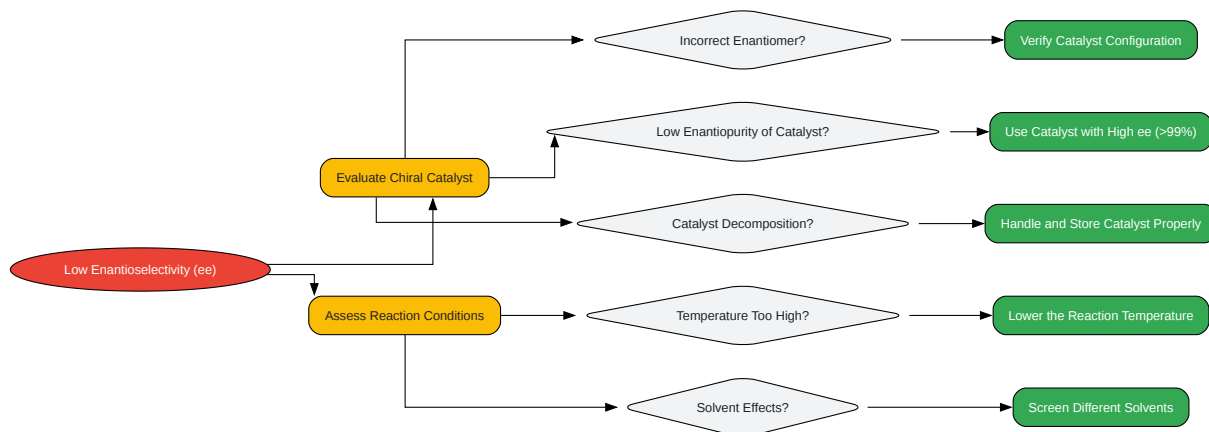 Incorrect Enantiomer?
Verify Catalyst Configuration
Low Enantiopurity of Catalyst?
Use Catalyst with High ee (>99%)
Evaluate Chiral Catalyst
Catalyst Decomposition?
Handle and Store Catalyst Properly
Low Enantioselectivity (ee)
Assess Reaction Conditions
Temperature Too High?
Lower the Reaction Temperature
Solvent Effects?
Screen Different Solvents